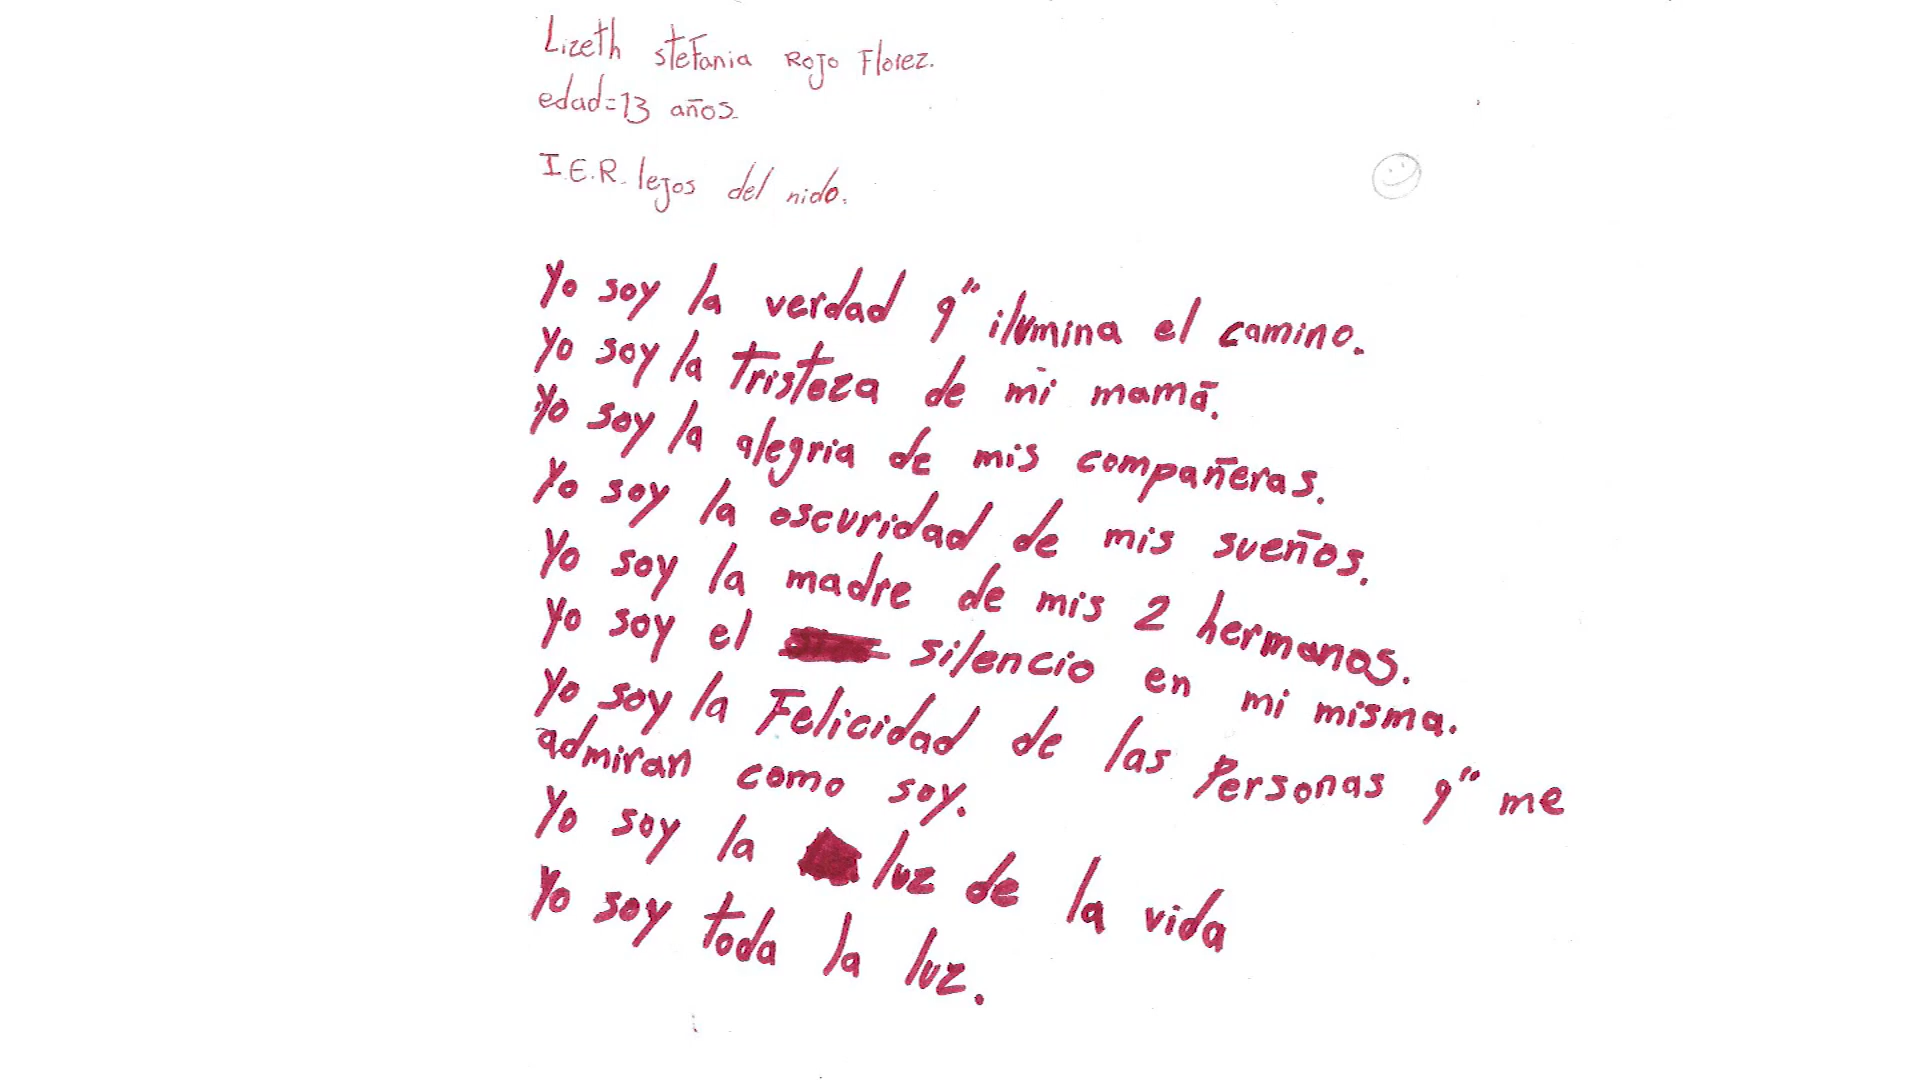 Lizeth steFania Rojo Florez.
edad=13 años.
I.E.R. lejos del nido.
Yo soy la verdad q" ilumina el camino.
Yo soy la tristeza de mi mamá.
Yo soy la alegria de mis compañeras.
Yo soy la oscuridad de mis sueños.
Yo soy la madre de mis 2 hermanos.
Yo soy el silencio en mi misma.
Yo soy la Felicidad de las Personas q" me
admiran como soy.
Yo soy la luz de la vida
Yo soy toda la luz.